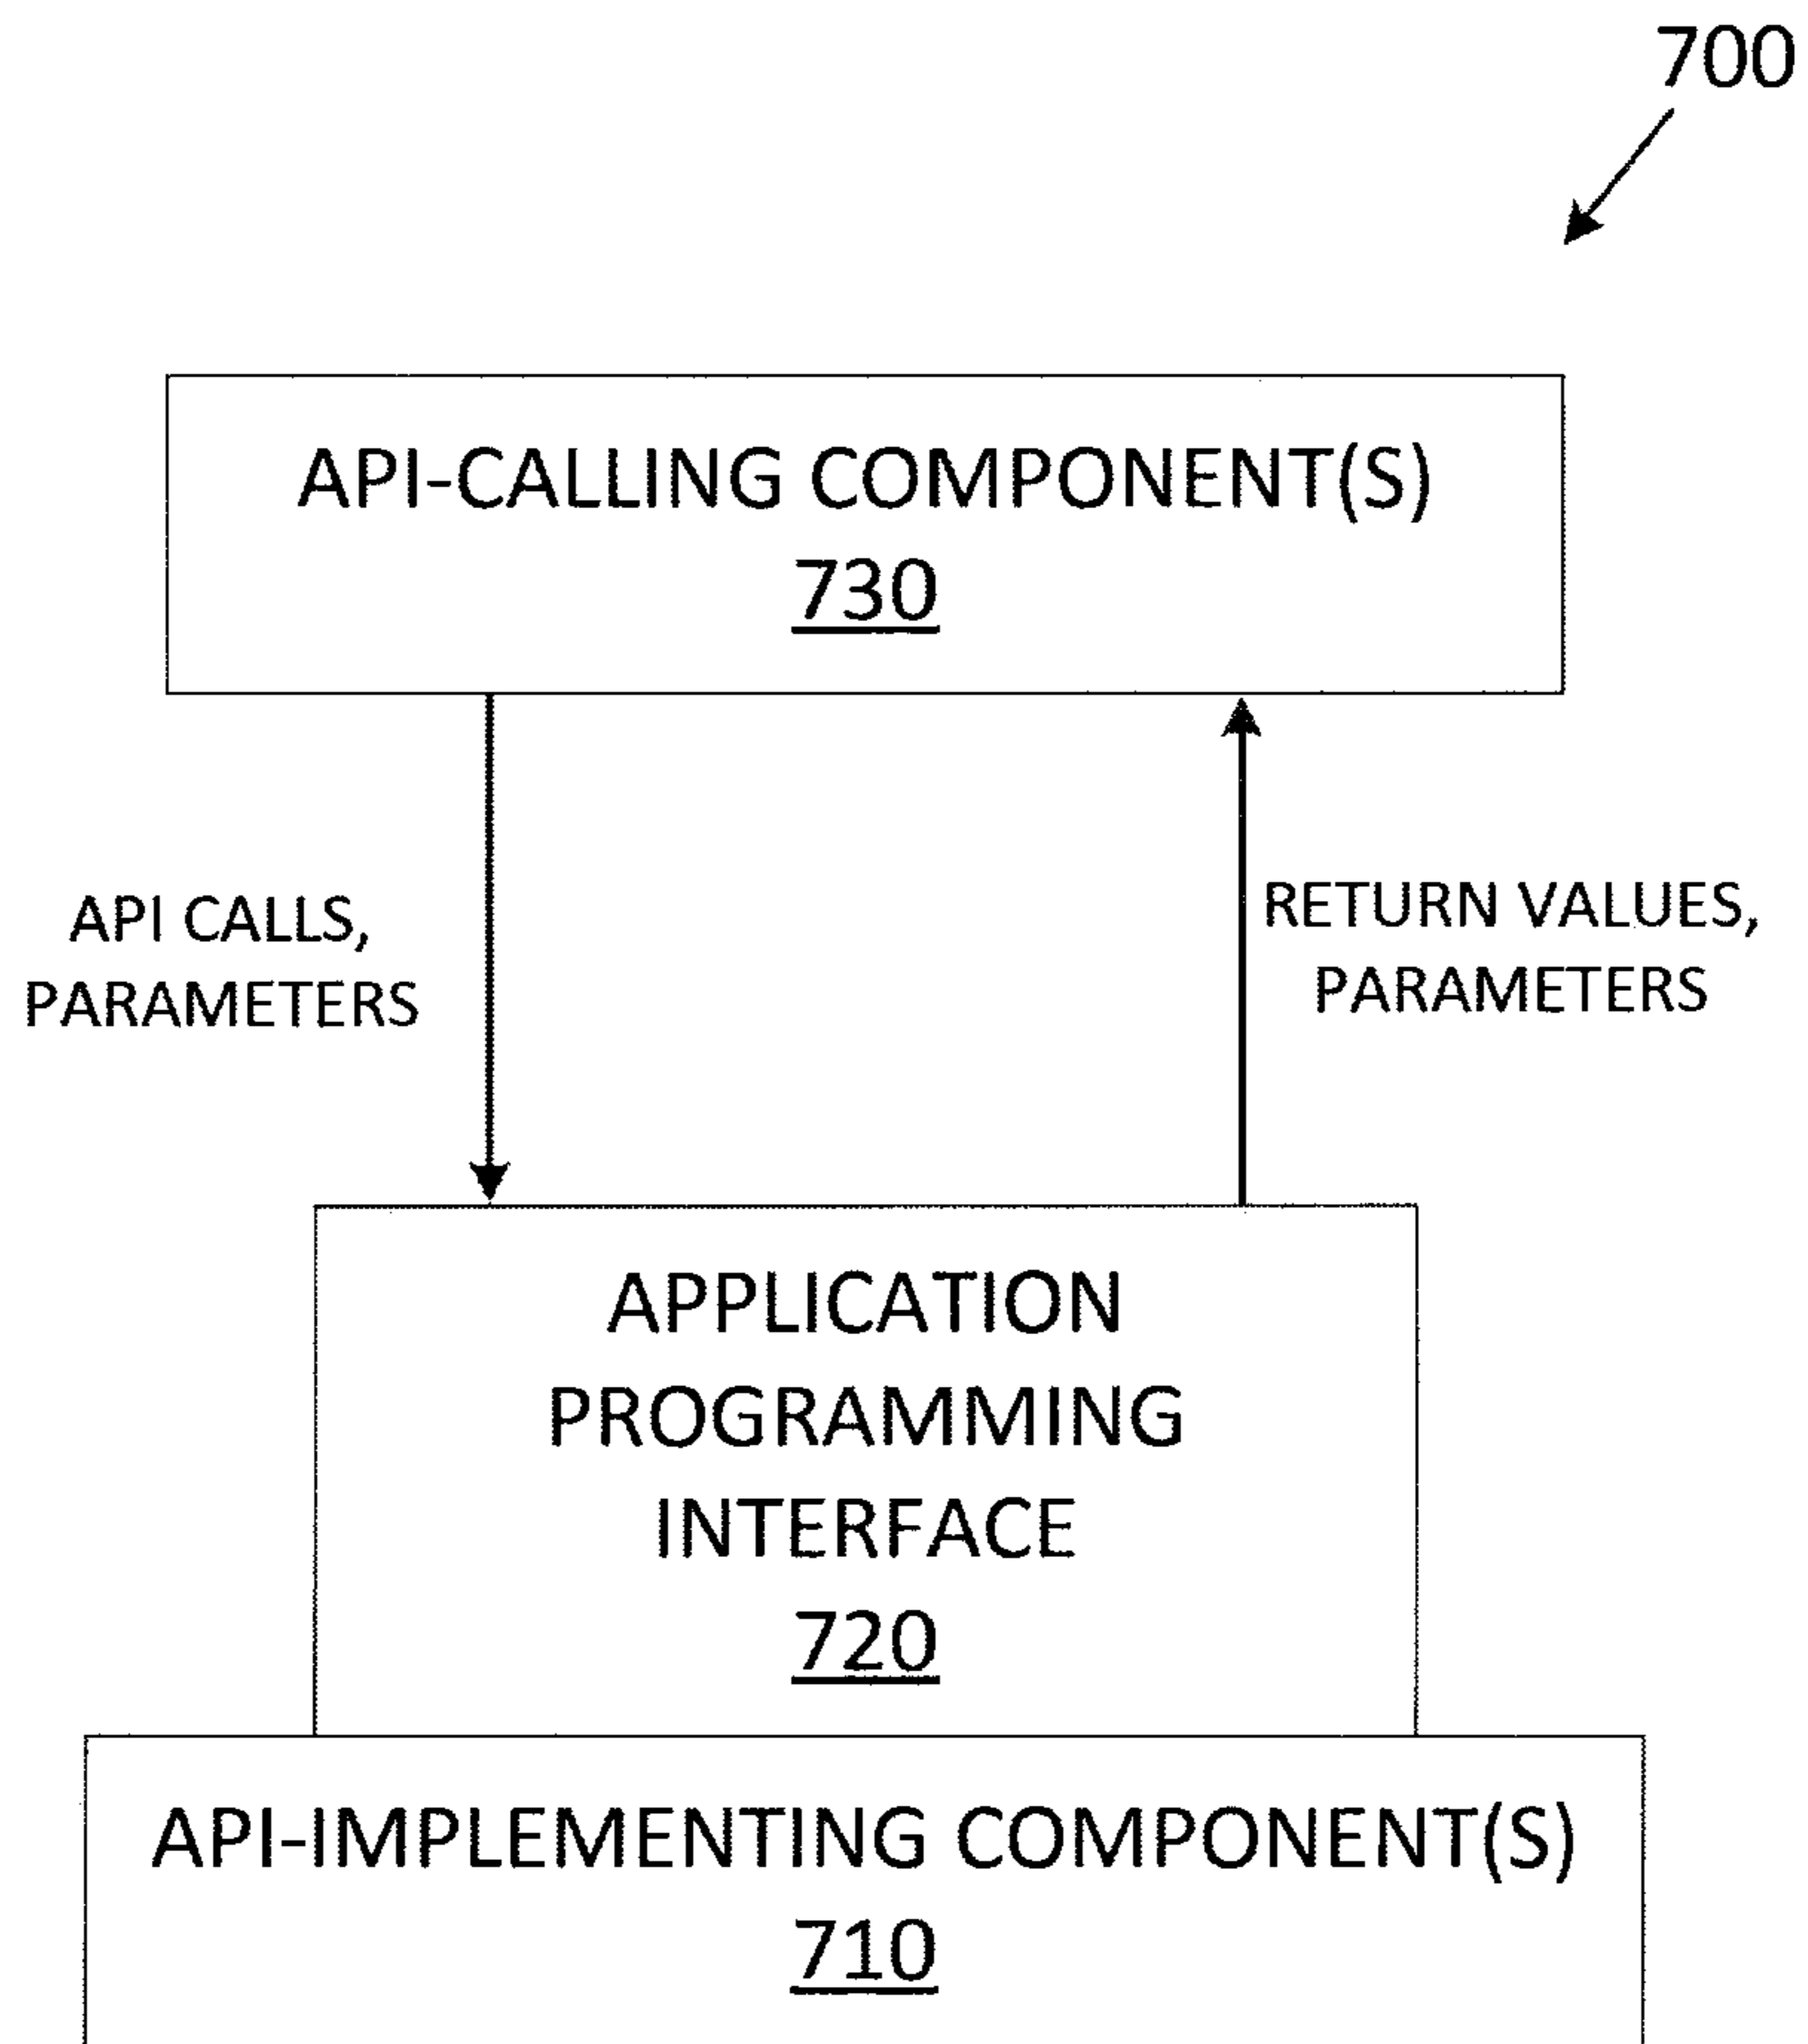 700
API-CALLING COMPONENT(S)
730
API CALLS,
PARAMETERS
RETURN VALUES,
PARAMETERS
APPLICATION
PROGRAMMING
INTERFACE
720
API-IMPLEMENTING COMPONENT(S)
710